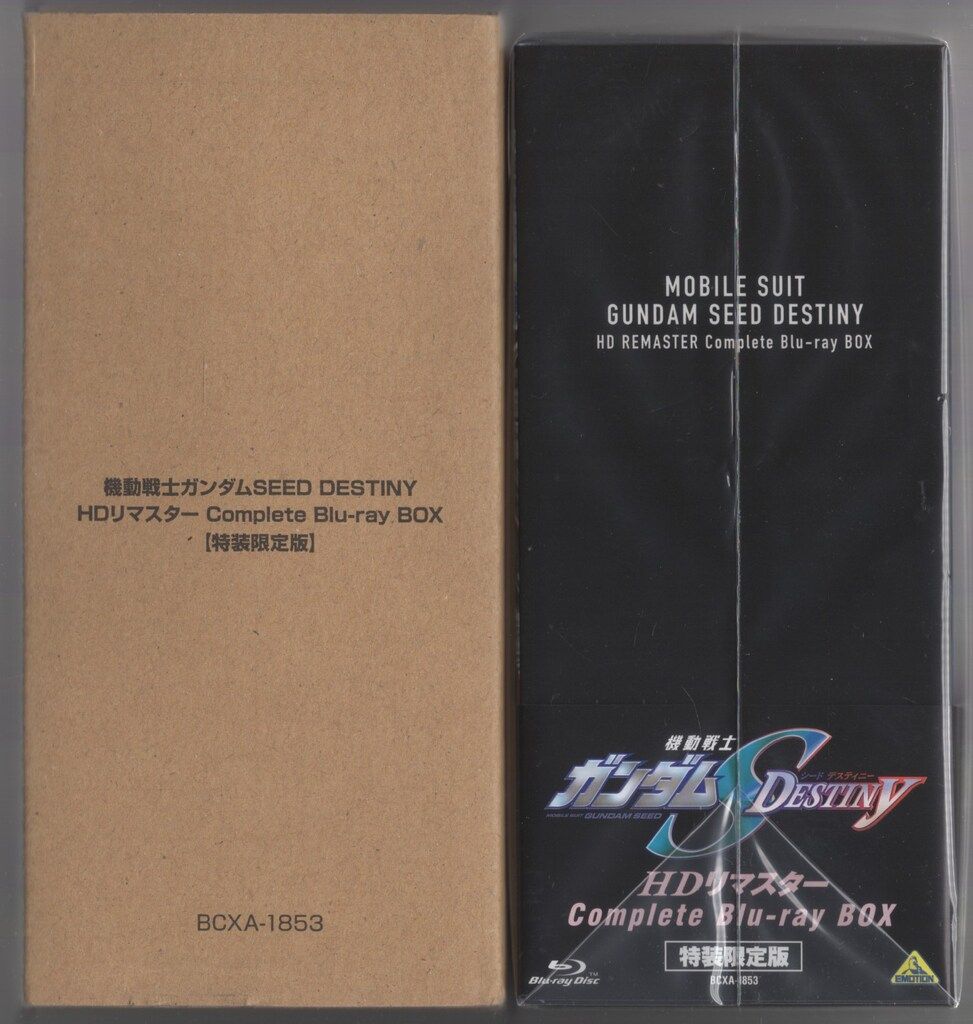 機動戦士ガンダムSEED DESTINY
HDリマスター Complete Blu-ray BOX
【特装限定版】
BCXA-1853
MOBILE SUIT
GUNDAM SEED DESTINY
HD REMASTER Complete Blu-ray BOX
機動戦士
ガンダムS
シード デスティニー
DESTINY
MOBILE SUIT GUNDAM SEED
HDリマスター
Complete Blu-ray BOX
特装限定版
BCXA-1853
Blu-ray Disc™
EMOTION